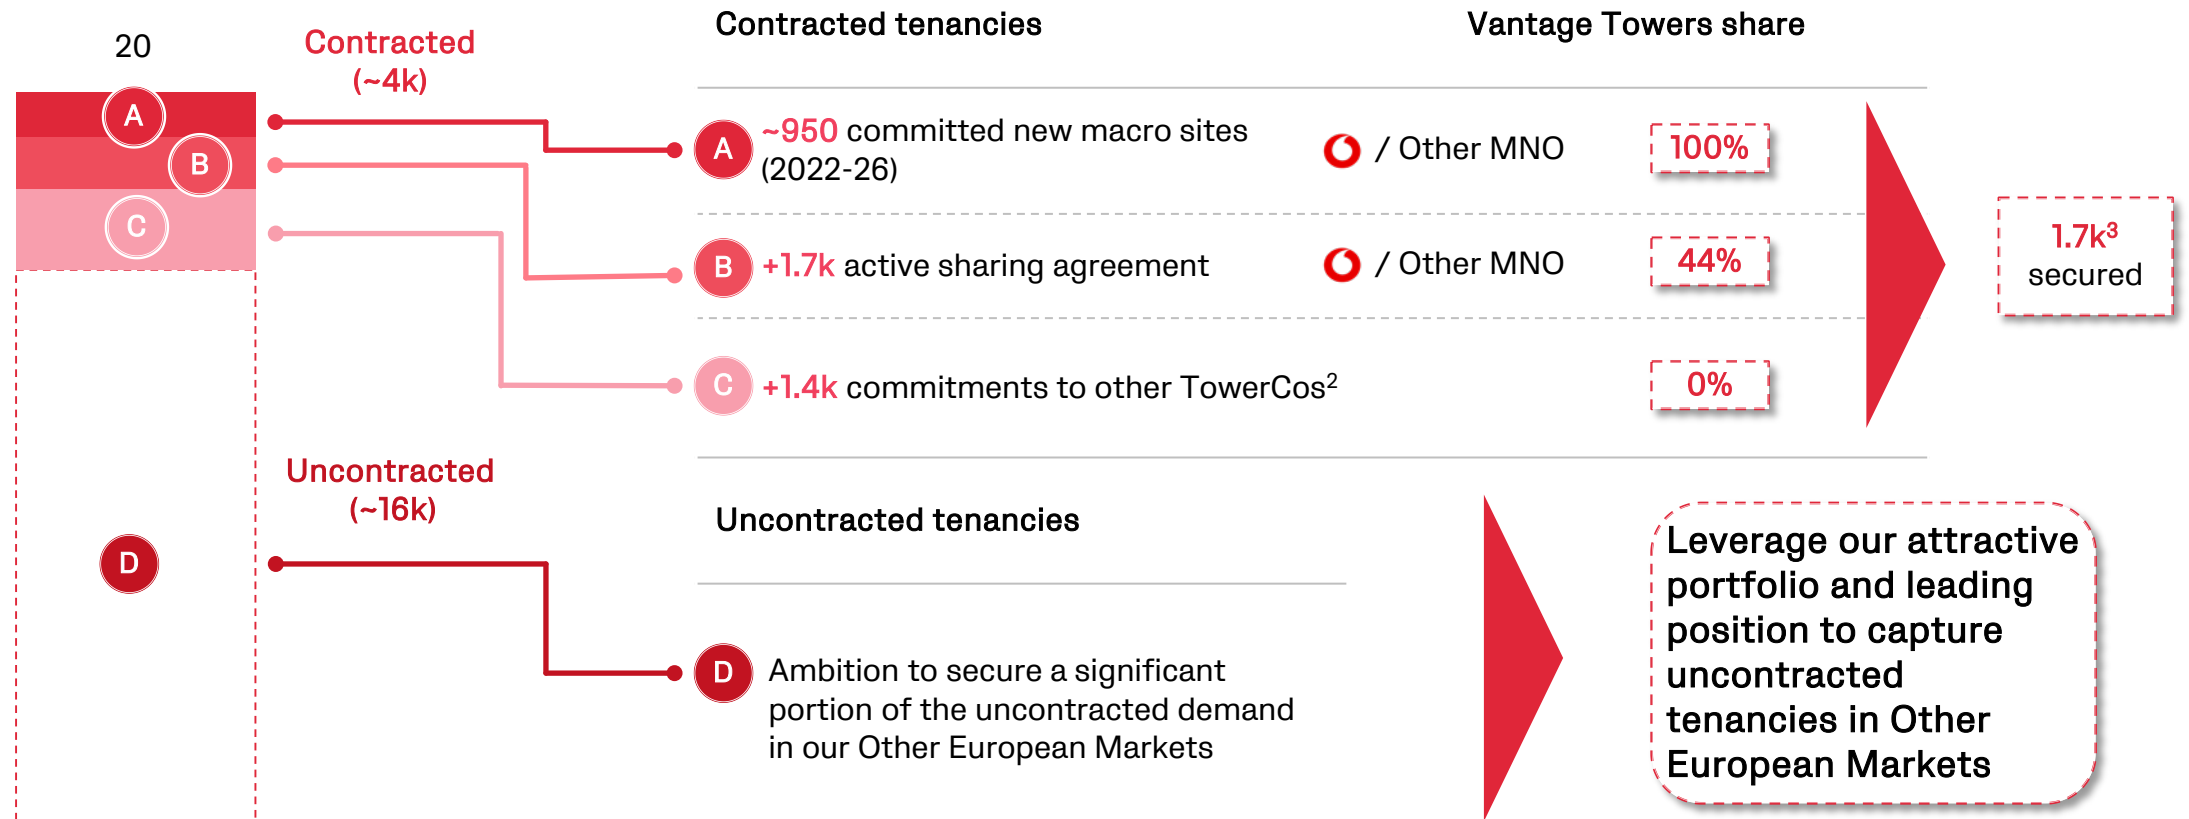 20
A
B
C
D
Contracted
(~4k)
Uncontracted
(~16k)
Contracted tenancies
Vantage Towers share
A
~950 committed new macro sites
(2022-26)
/ Other MNO
100%
B
+1.7k active sharing agreement
/ Other MNO
44%
C
+1.4k commitments to other TowerCos²
0%
1.7k³
secured
Uncontracted tenancies
D
Ambition to secure a significant
portion of the uncontracted demand
in our Other European Markets
Leverage our attractive
portfolio and leading
position to capture
uncontracted
tenancies in Other
European Markets